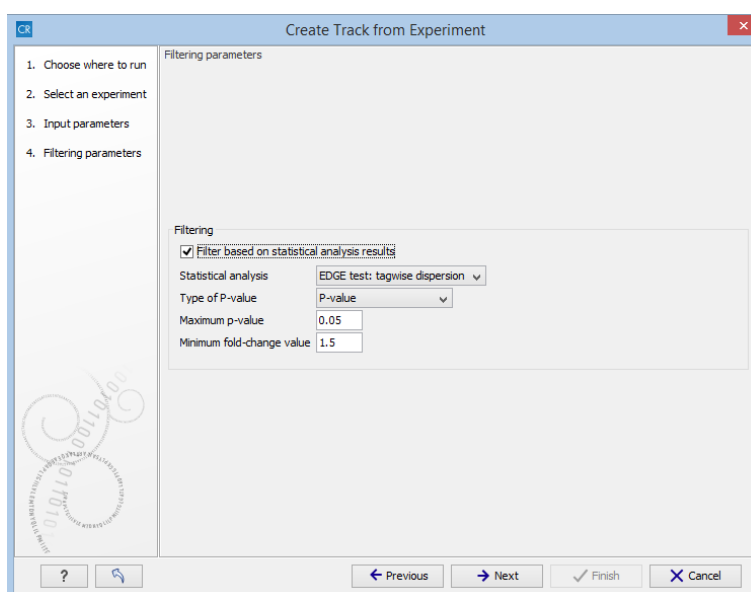 CR
Create Track from Experiment
1. Choose where to run
2. Select an experiment
3. Input parameters
4. Filtering parameters
Filtering parameters
Filtering
Filter based on statistical analysis results
Statistical analysis EDGE test: tagwise dispersion
Type of P-value P-value
Maximum p-value 0.05
Minimum fold-change value 1.5
? Previous Next Finish Cancel